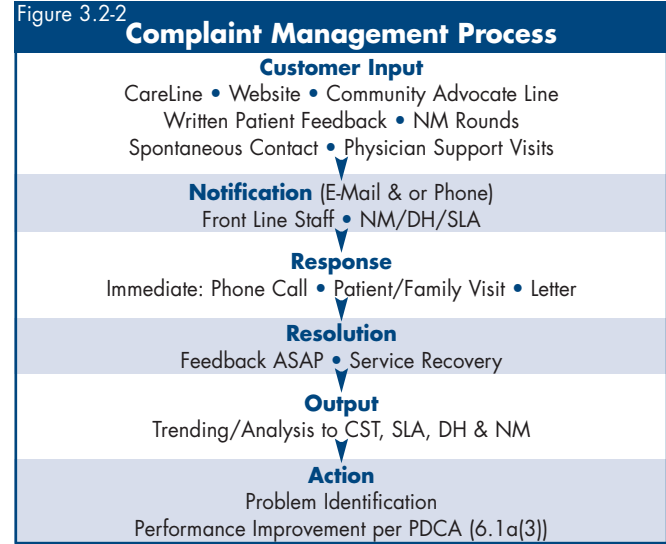 Figure 3.2-2
Complaint Management Process
Customer Input
CareLine • Website • Community Advocate Line
Written Patient Feedback • NM Rounds
Spontaneous Contact • Physician Support Visits
Notification (E-Mail & or Phone)
Front Line Staff • NM/DH/SLA
Response
Immediate: Phone Call • Patient/Family Visit • Letter
Resolution
Feedback ASAP • Service Recovery
Output
Trending/Analysis to CST, SLA, DH & NM
Action
Problem Identification
Performance Improvement per PDCA (6.1a(3))